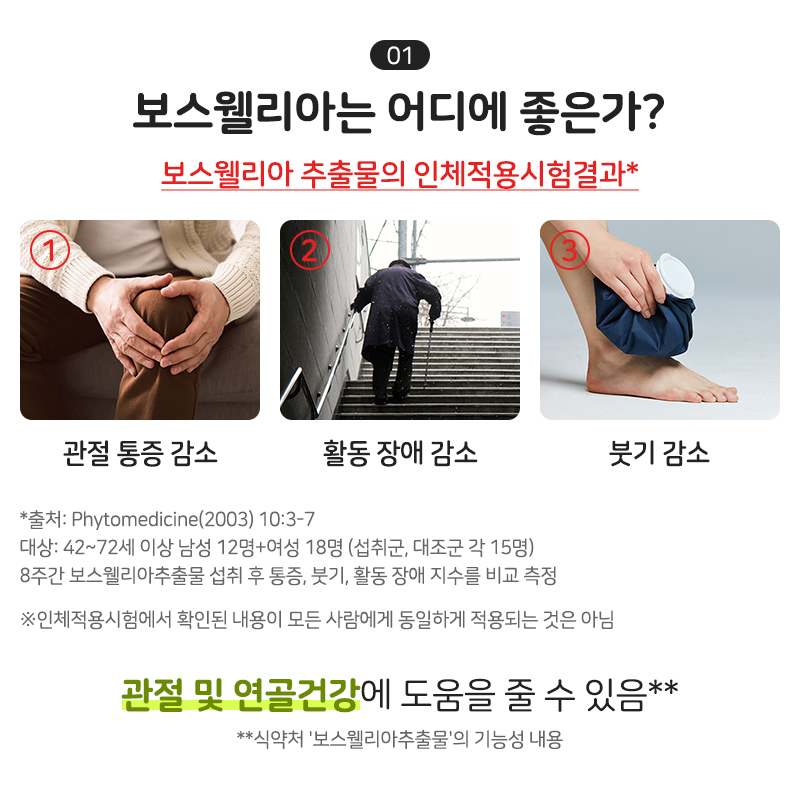 01
보스웰리아는 어디에 좋은가?
보스웰리아 추출물의 인체적용시험결과*
1
2
3
관절 통증 감소
활동 장애 감소
붓기 감소
*출처: Phytomedicine(2003) 10:3-7
대상: 42~72세 이상 남성 12명+여성 18명 (섭취군, 대조군 각 15명)
8주간 보스웰리아추출물 섭취 후 통증, 붓기, 활동 장애 지수를 비교 측정
※인체적용시험에서 확인된 내용이 모든 사람에게 동일하게 적용되는 것은 아님
관절 및 연골건강에 도움을 줄 수 있음**
**식약처 '보스웰리아추출물'의 기능성 내용